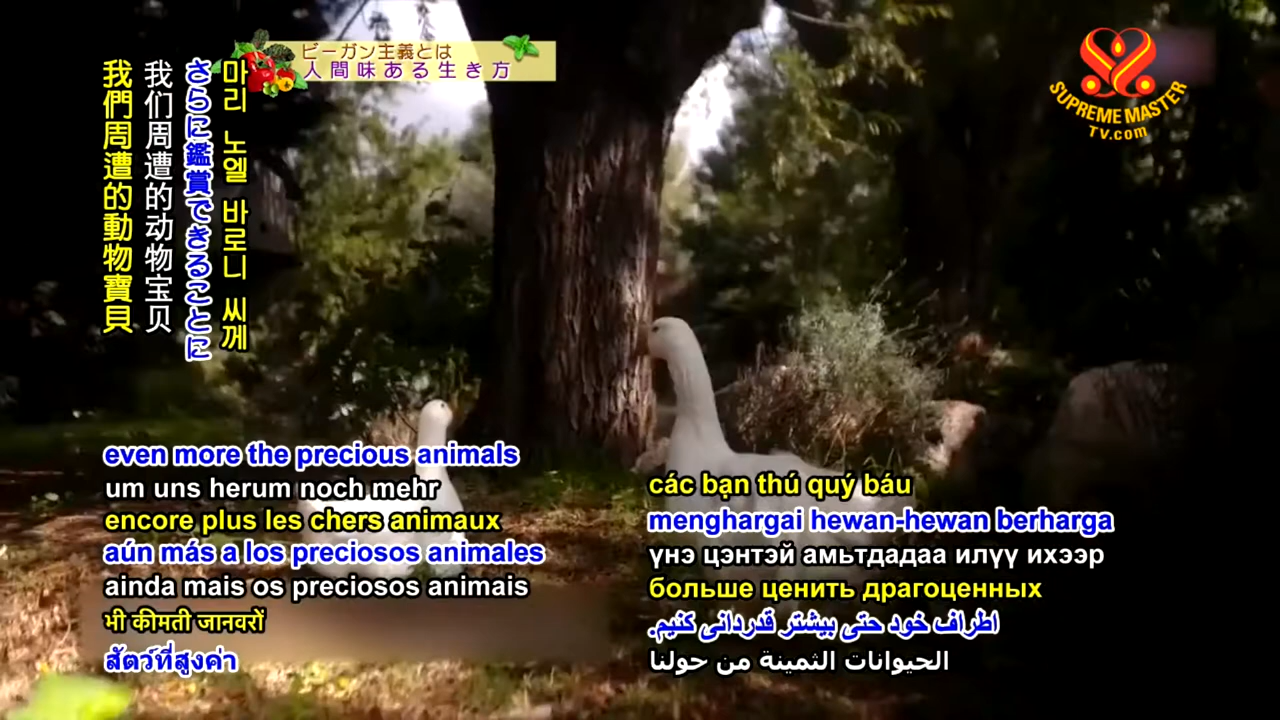 ビーガン主義とは
人間味ある生き方
SUPREME MASTER
TV.com
마리 노엘 바로니 씨께
さらに鑑賞できることに
我们周遭的动物宝贝
我們周遭的動物寶貝
even more the precious animals
um uns herum noch mehr
encore plus les chers animaux
aún más a los preciosos animales
ainda mais os preciosos animais
भी कीमती जानवरों
สัตว์ที่สูงค่า
các bạn thú quý báu
menghargai hewan-hewan berharga
үнэ цэнтэй амьтдадаа илүү ихээр
больше ценить драгоценных
اطراف خود حتی بیشتر قدردانی کنیم.
الحيوانات الثمينة من حولنا